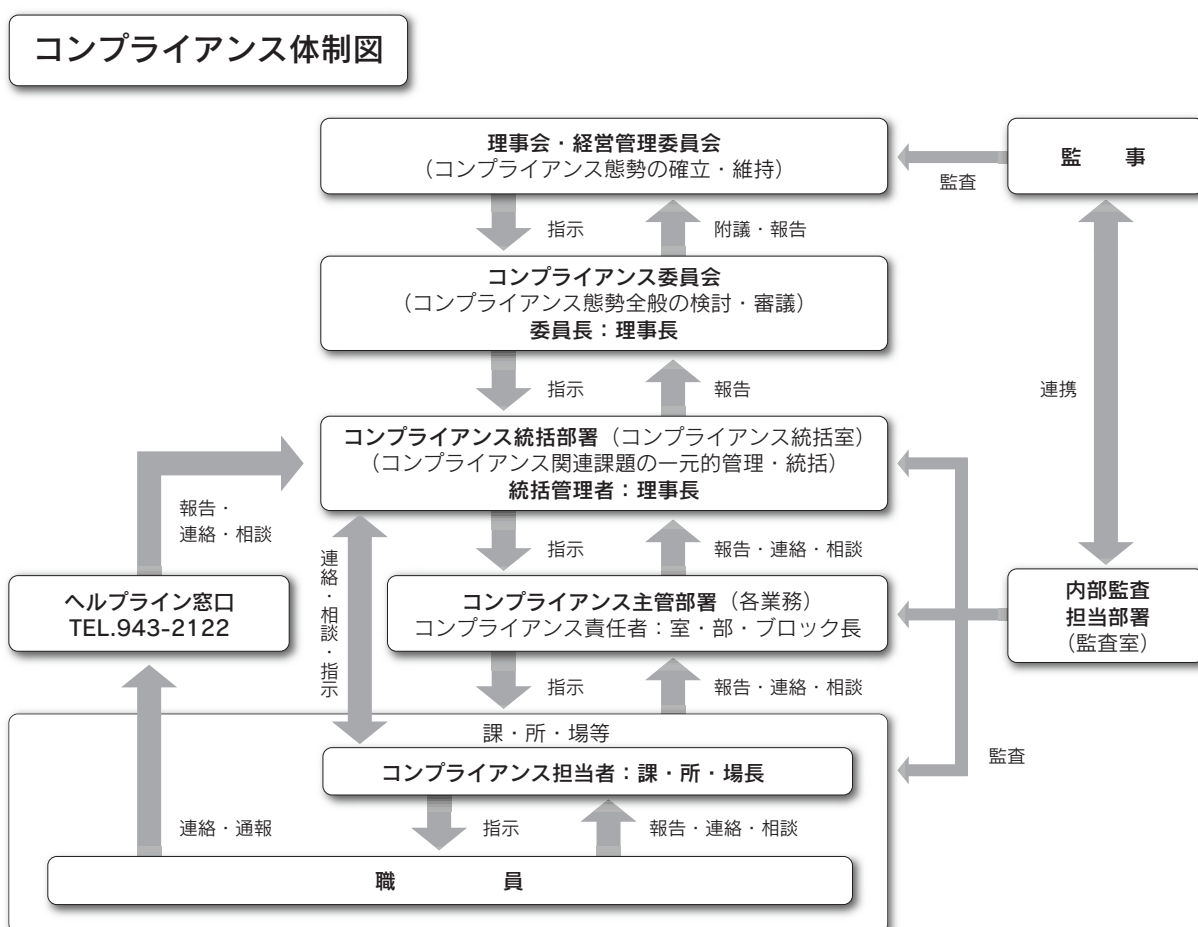 コンプライアンス体制図
理事会・経営管理委員会
（コンプライアンス態勢の確立・維持）
監　　事
監査
指示
附議・報告
コンプライアンス委員会
（コンプライアンス態勢全般の検討・審議）
委員長：理事長
指示
報告
連携
コンプライアンス統括部署（コンプライアンス統括室）
（コンプライアンス関連課題の一元的管理・統括）
統括管理者：理事長
報告・
連絡・相談
連絡・相談・指示
指示
報告・連絡・相談
ヘルプライン窓口
TEL.943-2122
コンプライアンス主管部署（各業務）
コンプライアンス責任者：室・部・ブロック長
内部監査
担当部署
（監査室）
指示
報告・連絡・相談
課・所・場等
コンプライアンス担当者：課・所・場長
監査
連絡・通報
指示
報告・連絡・相談
職　　　　員